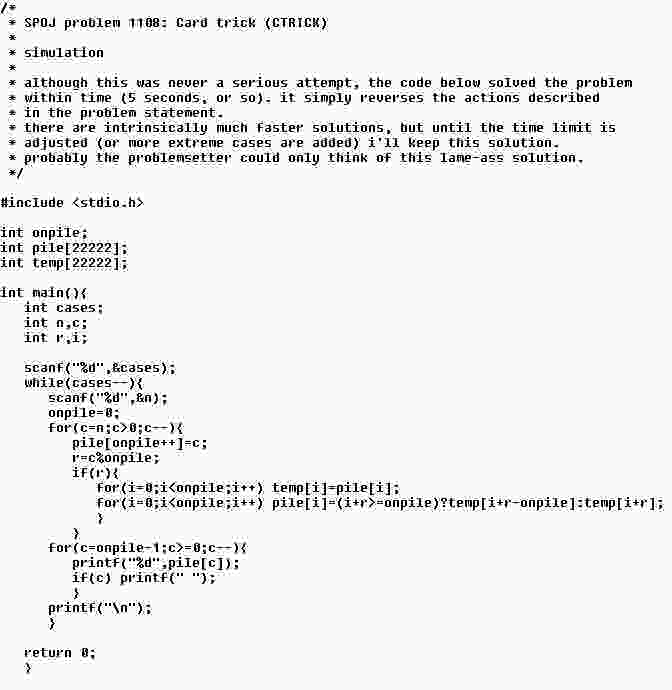 /*
 * SPOJ problem 1108: Card trick (CTRICK)
 *
 * simulation
 *
 * although this was never a serious attempt, the code below solved the problem
 * within time (5 seconds, or so). it simply reverses the actions described
 * in the problem statement.
 * there are intrinsically much faster solutions, but until the time limit is
 * adjusted (or more extreme cases are added) i'll keep this solution.
 * probably the problemsetter could only think of this lame-ass solution.
 */

#include <stdio.h>

int onpile;
int pile[22222];
int temp[22222];

int main(){
   int cases;
   int n,c;
   int r,i;

   scanf("%d",&cases);
   while(cases--){
      scanf("%d",&n);
      onpile=0;
      for(c=n;c>0;c--){
         pile[onpile++]=c;
         r=c%onpile;
         if(r){
            for(i=0;i<onpile;i++) temp[i]=pile[i];
            for(i=0;i<onpile;i++) pile[i]=(i+r>=onpile)?temp[i+r-onpile]:temp[i+r];
            }
         }
      for(c=onpile-1;c>=0;c--){
         printf("%d",pile[c]);
         if(c) printf(" ");
         }
      printf("\n");
      }

   return 0;
   }